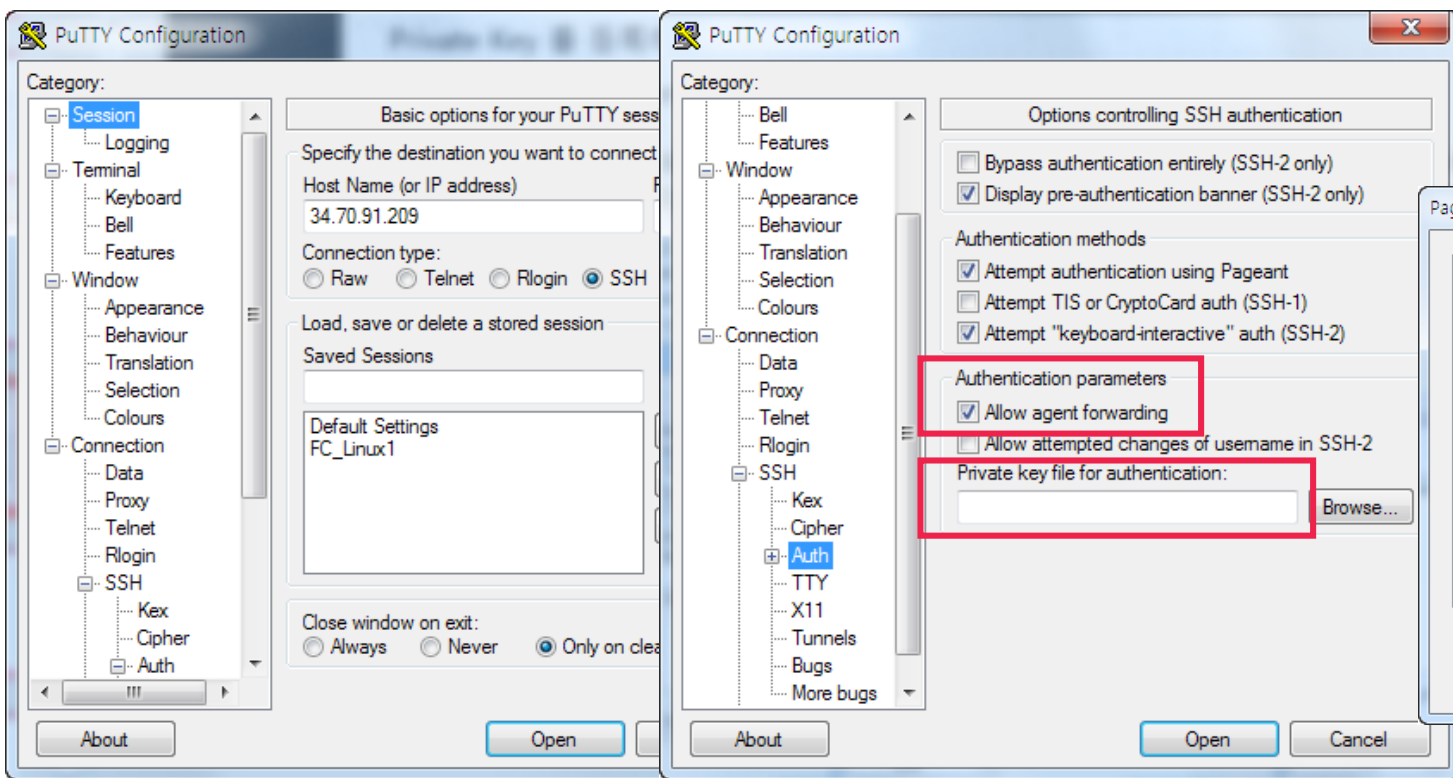 PuTTY Configuration
Category:
Session
Logging
Terminal
Keyboard
Bell
Features
Window
Appearance
Behaviour
Translation
Selection
Colours
Connection
Data
Proxy
Telnet
Rlogin
SSH
Kex
Cipher
Auth
Basic options for your PuTTY sess
Specify the destination you want to connect
Host Name (or IP address)
34.70.91.209
Connection type:
Raw Telnet Rlogin SSH
Load, save or delete a stored session
Saved Sessions
Default Settings
FC_Linux1
Close window on exit:
Always Never Only on clea
About Open
PuTTY Configuration
Category:
Bell
Features
Window
Appearance
Behaviour
Translation
Selection
Colours
Connection
Data
Proxy
Telnet
Rlogin
SSH
Kex
Cipher
Auth
TTY
X11
Tunnels
Bugs
More bugs
Options controlling SSH authentication
Bypass authentication entirely (SSH-2 only)
Display pre-authentication banner (SSH-2 only)
Authentication methods
Attempt authentication using Pageant
Attempt TIS or CryptoCard auth (SSH-1)
Attempt "keyboard-interactive" auth (SSH-2)
Authentication parameters
Allow agent forwarding
Allow attempted changes of username in SSH-2
Private key file for authentication:
Browse...
About Open Cancel
Pag